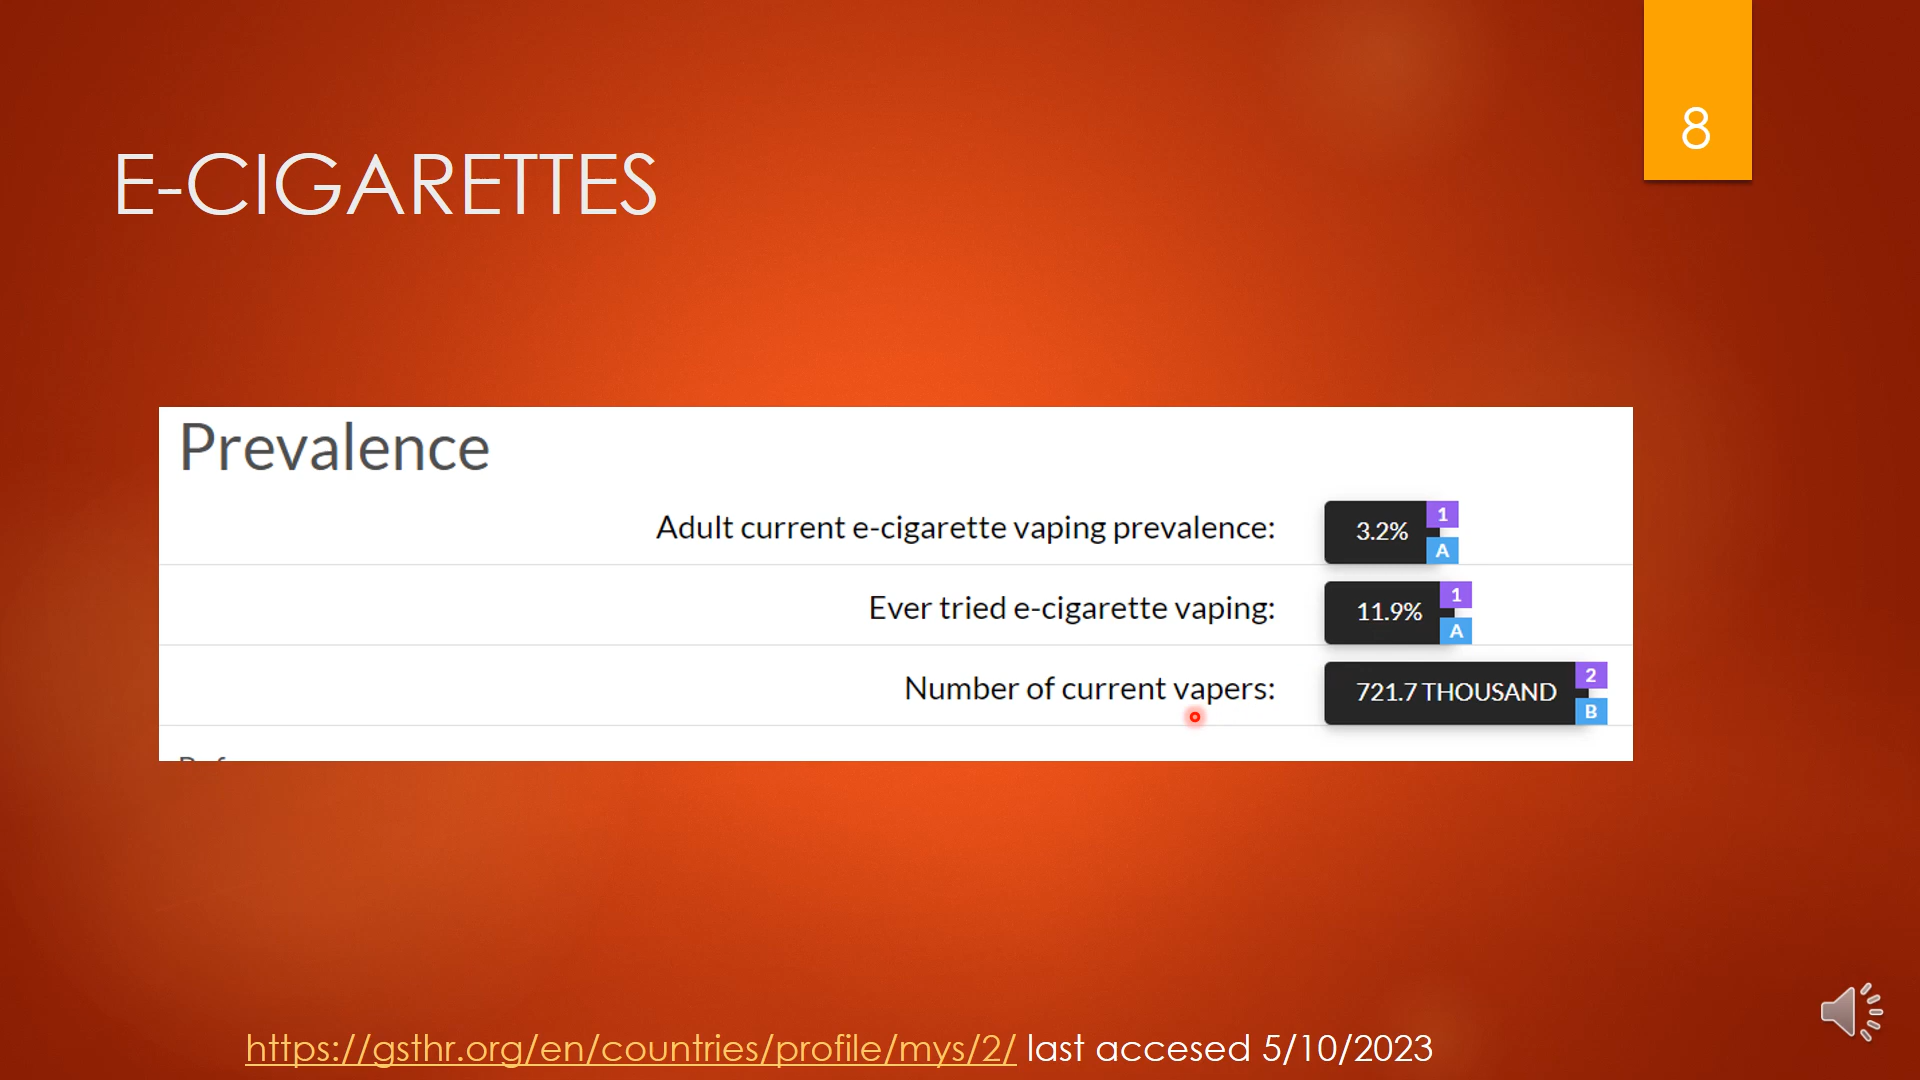 8
E-CIGARETTES
Prevalence
Adult current e-cigarette vaping prevalence: 3.2% 1 A
Ever tried e-cigarette vaping: 11.9% 1 A
Number of current vapers: 721.7 THOUSAND 2 B
https://gsthr.org/en/countries/profile/mys/2/ last accesed 5/10/2023